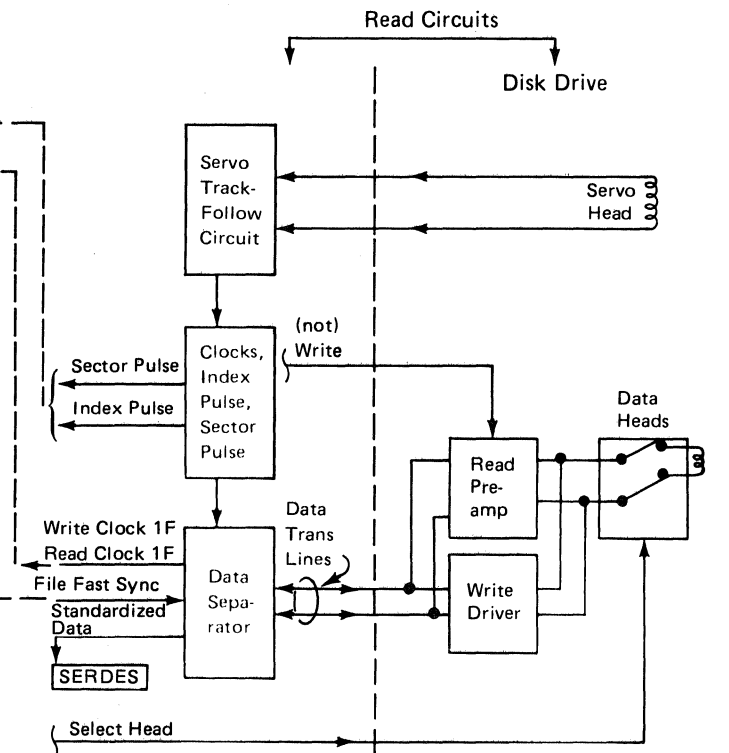 Read Circuits
Disk Drive
Servo
Track-
Follow
Circuit
Servo
Head
(not)
Write
Clocks,
Index
Pulse,
Sector
Pulse
Sector Pulse
Index Pulse
Data
Heads
Read
Pre-
amp
Data
Trans
Lines
Write Clock 1F
Read Clock 1F
File Fast Sync
Standardized
Data
Data
Sepa-
rator
Write
Driver
SERDES
Select Head